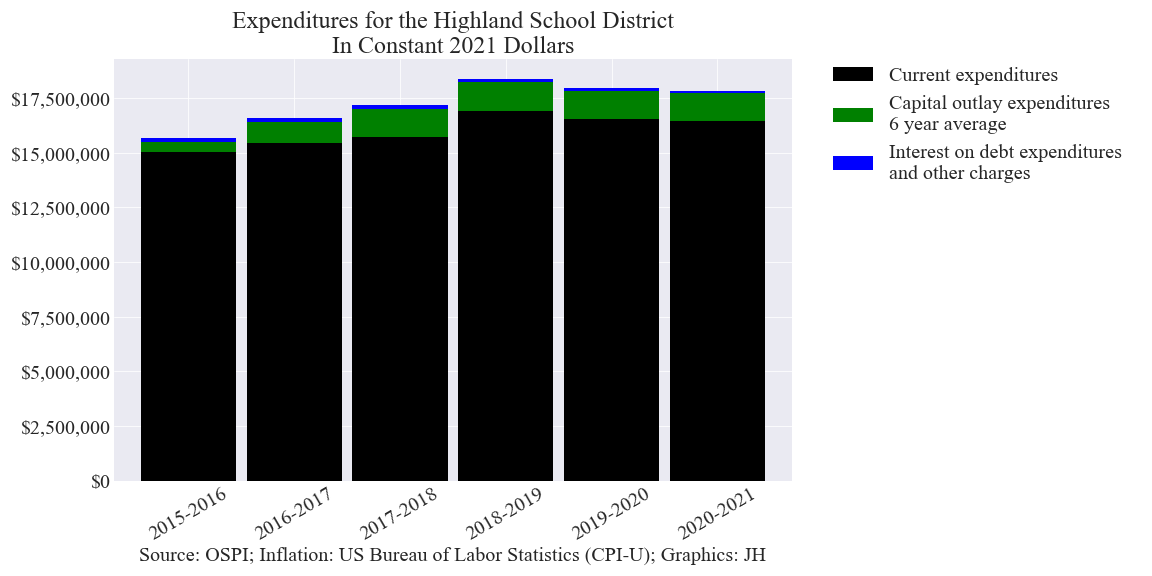 Expenditures for the Highland School District
In Constant 2021 Dollars
$17,500,000
$15,000,000
$12,500,000
$10,000,000
$7,500,000
$5,000,000
$2,500,000
$0
2015-2016
2016-2017
2017-2018
2018-2019
2019-2020
2020-2021
Source: OSPI; Inflation: US Bureau of Labor Statistics (CPI-U); Graphics: JH
Current expenditures
Capital outlay expenditures
6 year average
Interest on debt expenditures
and other charges